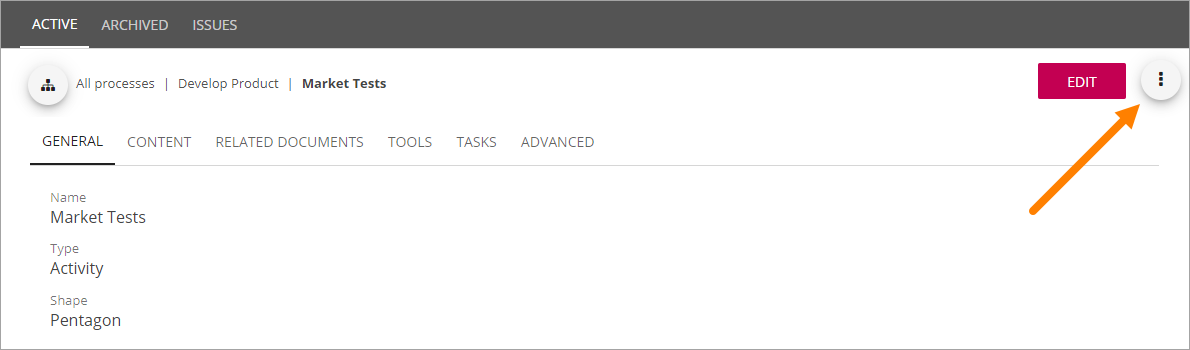 ACTIVE ARCHIVED ISSUES
All processes | Develop Product | Market Tests EDIT
GENERAL CONTENT RELATED DOCUMENTS TOOLS TASKS ADVANCED
Name
Market Tests
Type
Activity
Shape
Pentagon